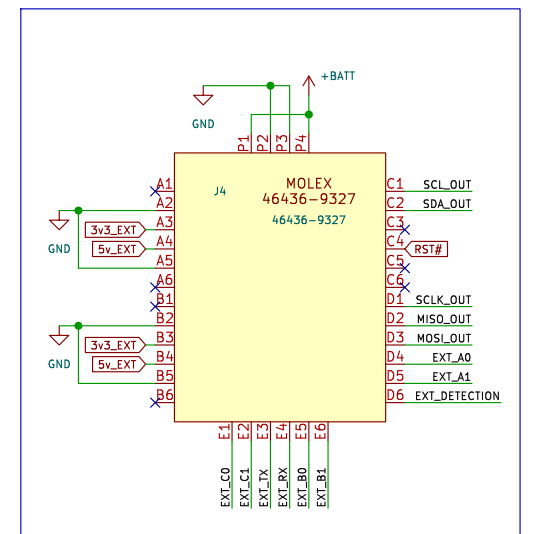 +BATT
GND
P1 P2 P3 P4
J4
MOLEX
46436-9327
46436-9327
A1
A2
3v3_EXT A3
5v_EXT A4
GND
A5
A6
B1
B2
3v3_EXT B3
5v_EXT B4
GND
B5
B6
C1 SCL_OUT
C2 SDA_OUT
C3
C4 RST#
C5
C6
D1 SCLK_OUT
D2 MISO_OUT
D3 MOSI_OUT
D4 EXT_A0
D5 EXT_A1
D6 EXT_DETECTION
E1 EXT_C0
E2 EXT_C1
E3 EXT_TX
E4 EXT_RX
E5 EXT_B0
E6 EXT_B1